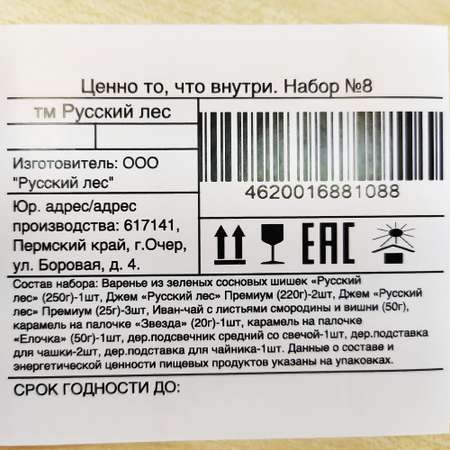 Ценно то, что внутри. Набор №8
тм Русский лес
Изготовитель: ООО
"Русский лес"
Юр. адрес/адрес
производства: 617141,
Пермский край, г.Очер,
ул. Боровая, д. 4.
4620016881088
EAC
Состав набора: Варенье из зеленых сосновых шишек «Русский
лес» (250г)-1шт, Джем «Русский лес» Премиум (220г)-2шт, Джем «Русский
лес» Премиум (25г)-3шт, Иван-чай с листьями смородины и вишни (50г),
карамель на палочке «Звезда» (20г)-1шт, карамель на палочке
«Елочка» (50г)-1шт, дер.подсвечник средний со свечой-1шт, дер.подставка
для чашки-2шт, дер.подставка для чайника-1шт. Данные о составе и
энергетической ценности пищевых продуктов указаны на упаковках.
СРОК ГОДНОСТИ ДО: